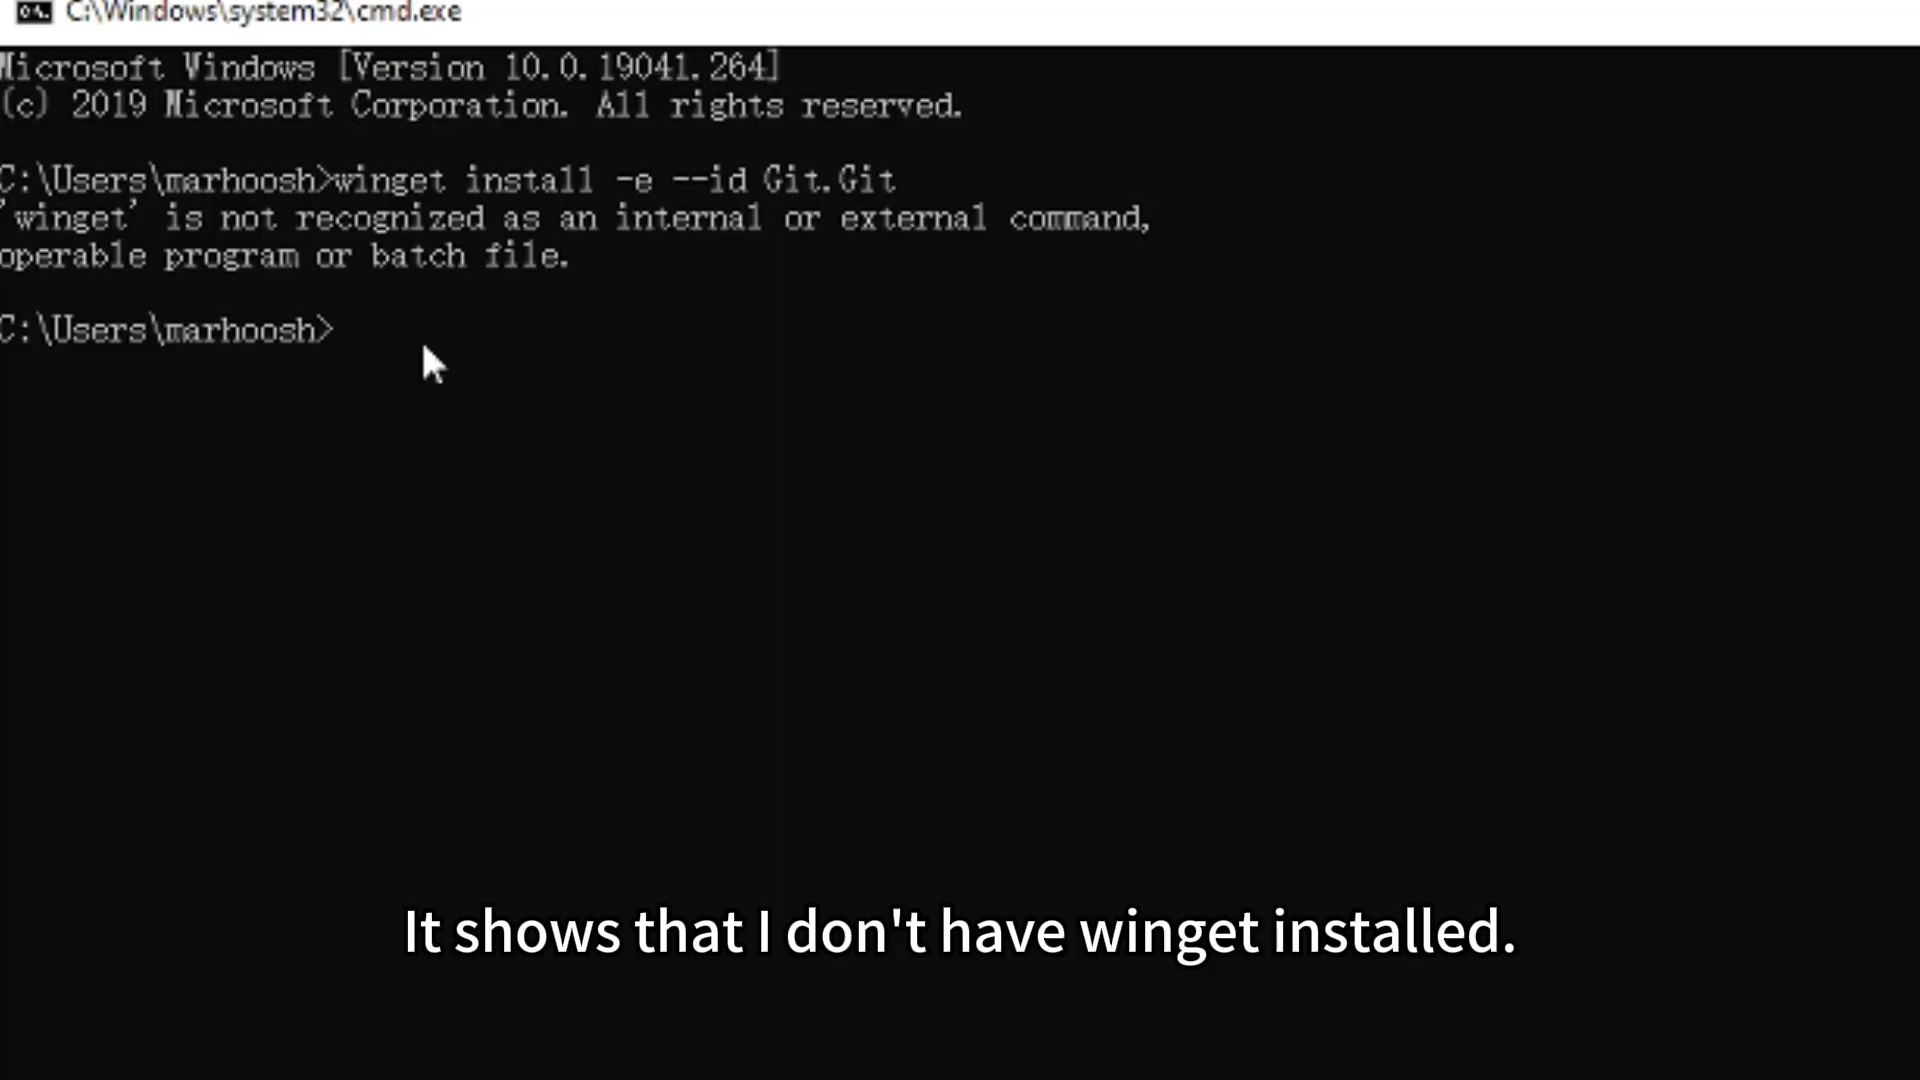 C:\Windows\system32\cmd.exe
Microsoft Windows [Version 10.0.19041.264]
(c) 2019 Microsoft Corporation. All rights reserved.
C:\Users\marhoosh>winget install -e --id Git.Git
'winget' is not recognized as an internal or external command,
operable program or batch file.
C:\Users\marhoosh>
It shows that I don't have winget installed.